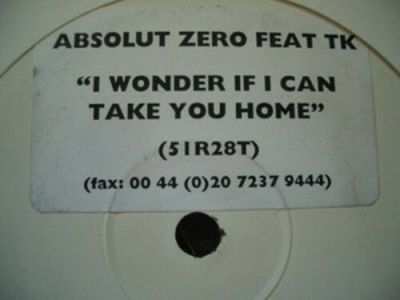 ABSOLUT ZERO FEAT TK
“I WONDER IF I CAN
TAKE YOU HOME”
(51R28T)
(fax: 00 44 (0)20 7237 9444)